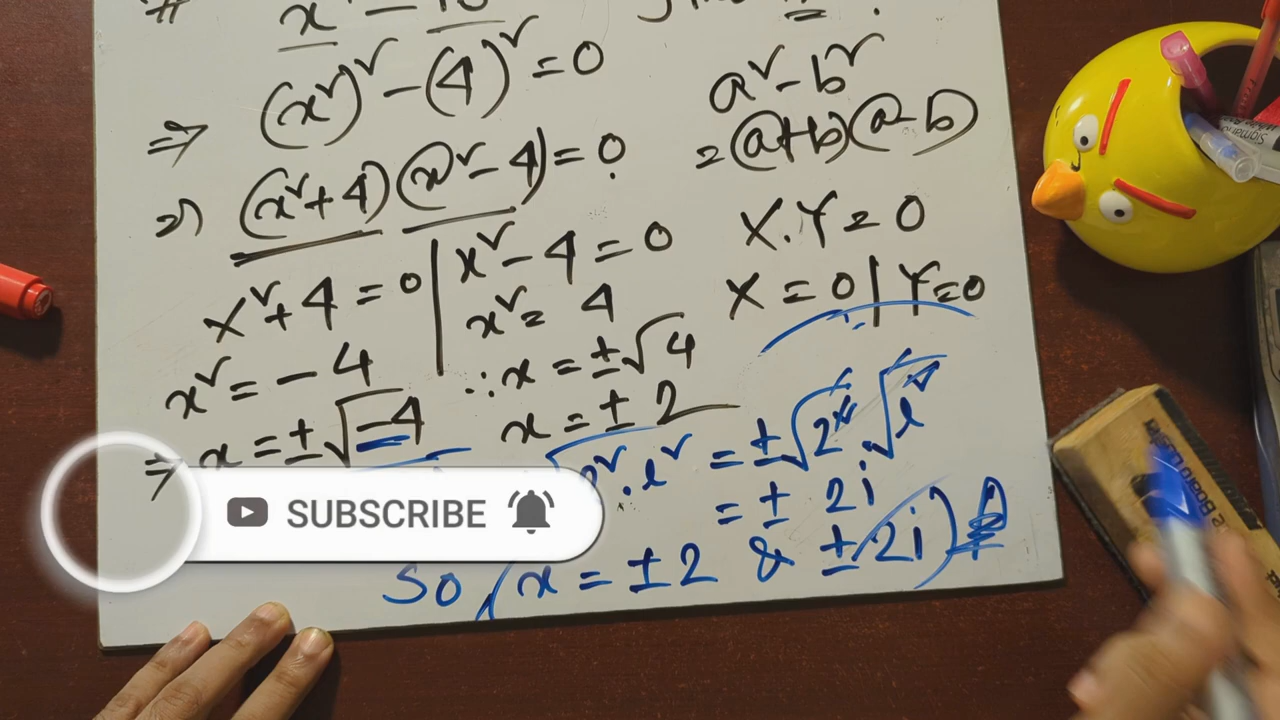 (x²)² - (4)² = 0
⇒ (x² + 4)(x² - 4) = 0
x² + 4 = 0 | x² - 4 = 0
x² = -4
x² = 4
⇒ x = ±√-4
∴ x = ±√4
x = ± 2
a² - b²
= (a+b)(a-b)
X.Y = 0
X = 0 | Y = 0
= ±√2² √i²
= ± 2i
So, (x = ±2 & ±2i)
SUBSCRIBE